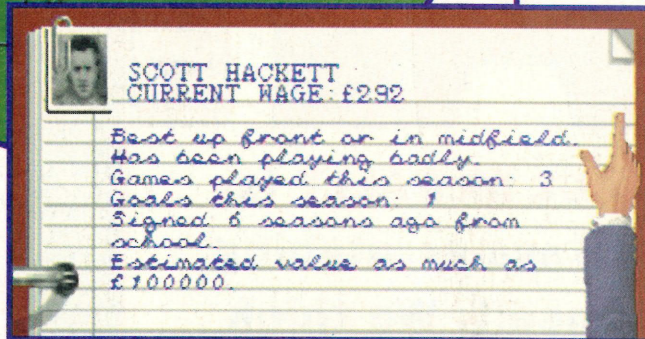 SCOTT HACKETT
CURRENT WAGE:£292
Best up front or in midfield.
Has been playing badly.
Games played this season: 3
Goals this season: 1
Signed 6 seasons ago from
school.
Estimated value as much as
£100000.